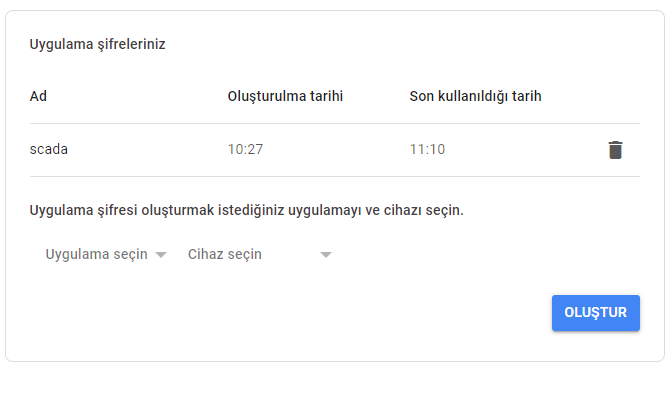 Uygulama şifreleriniz
Ad Oluşturulma tarihi Son kullanıldığı tarih
scada 10:27 11:10
Uygulama şifresi oluşturmak istediğiniz uygulamayı ve cihazı seçin.
Uygulama seçin Cihaz seçin
OLUŞTUR